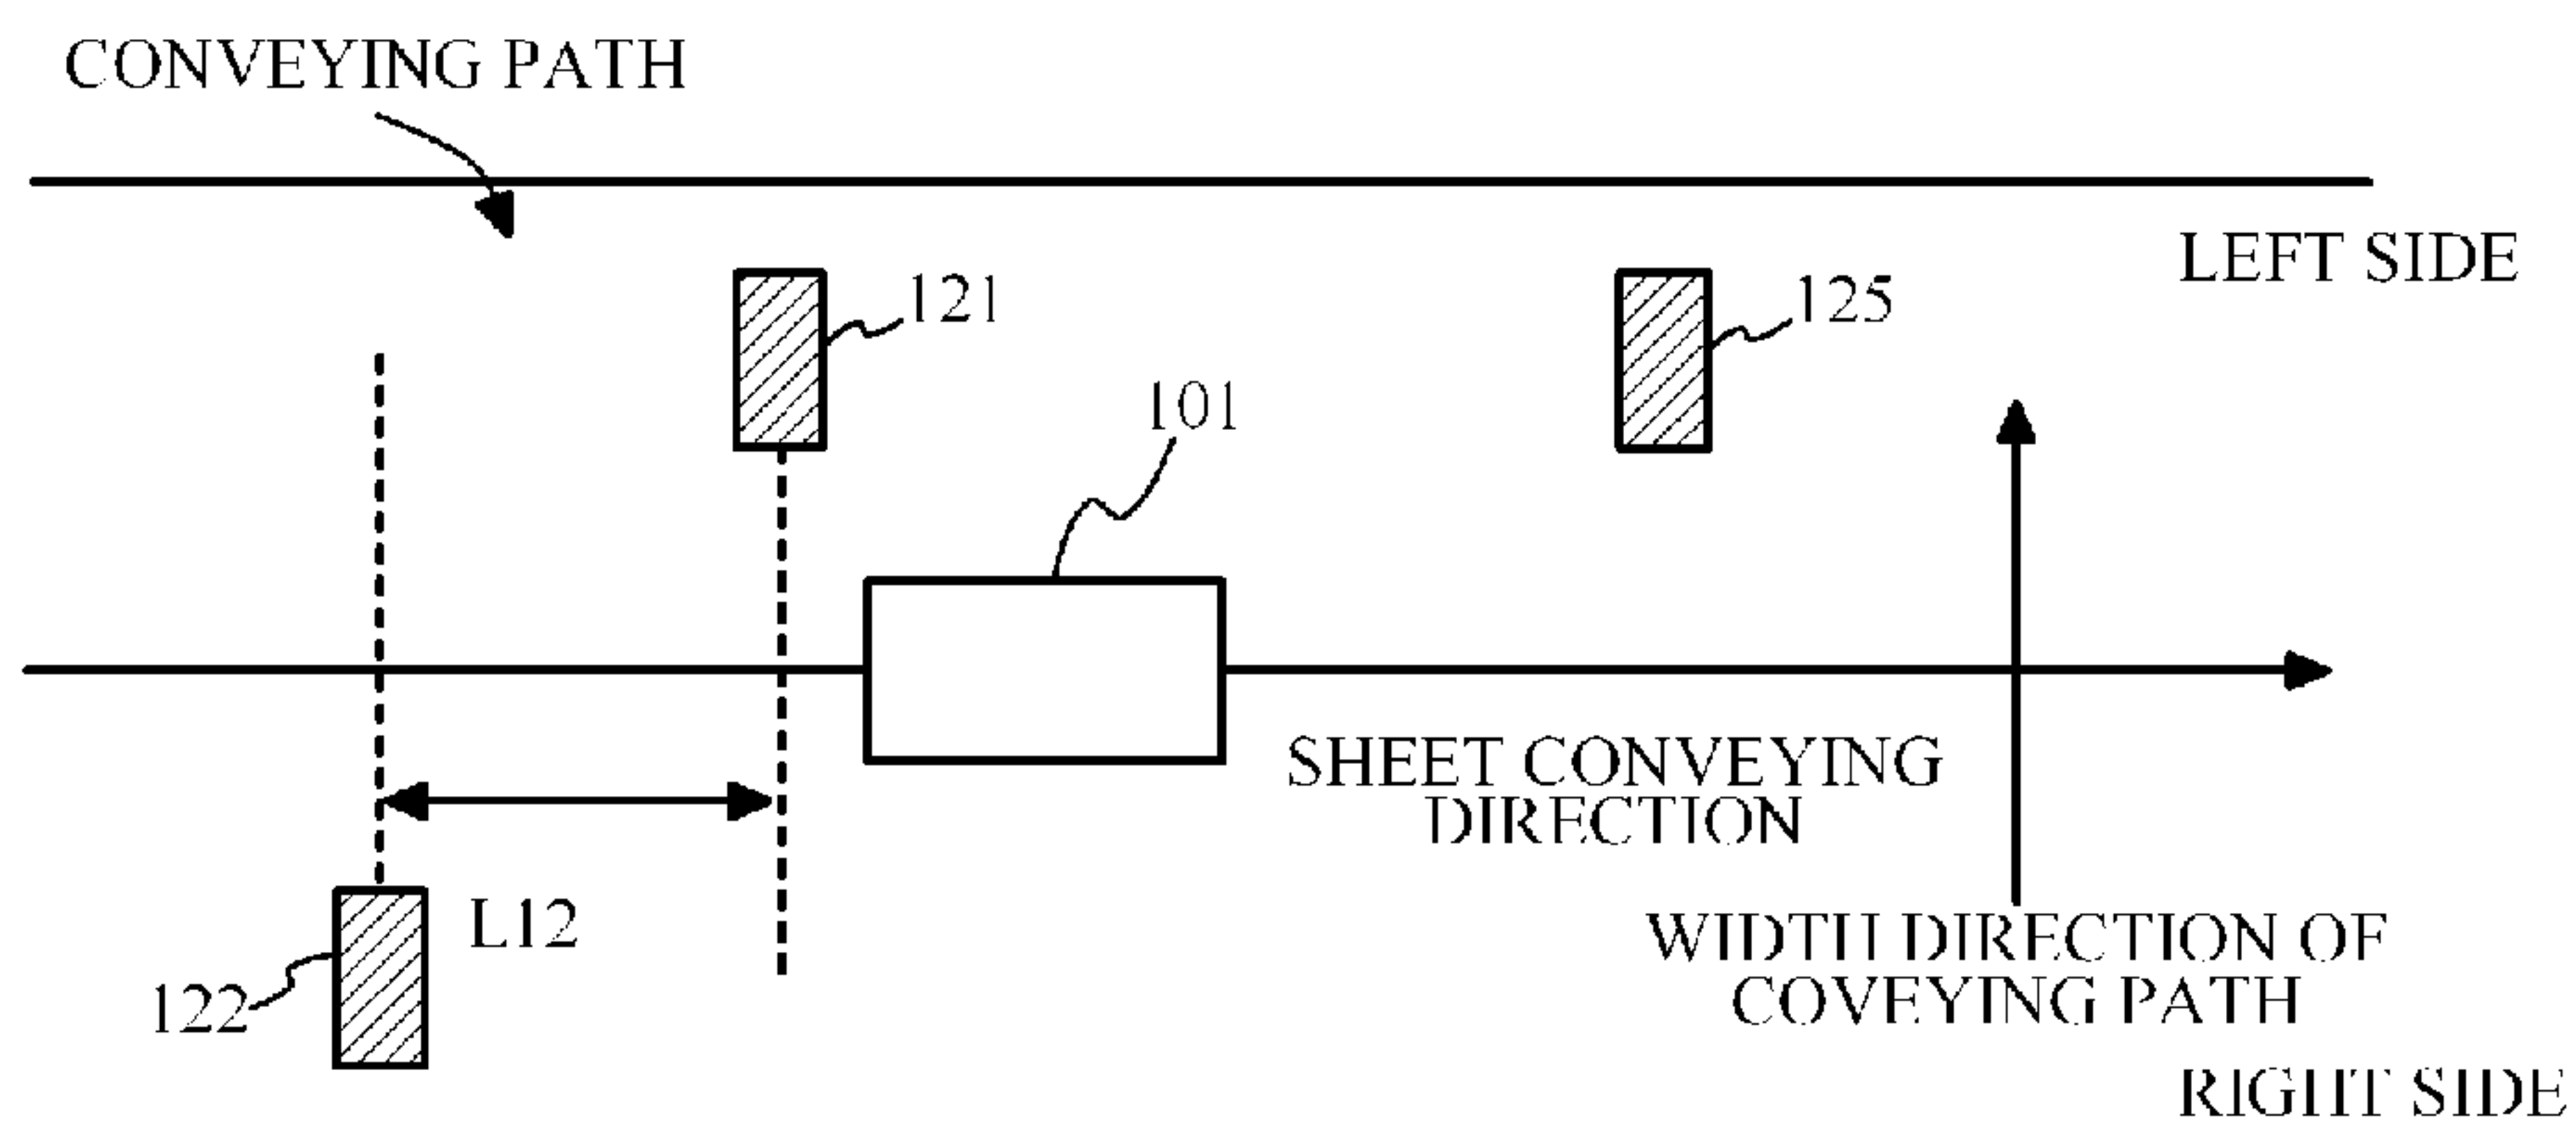 CONVEYING PATH
LEFT SIDE
121
125
101
SHEET CONVEYING
DIRECTION
L12
122
WIDTH DIRECTION OF
COVEYING PATH
RIGHT SIDE